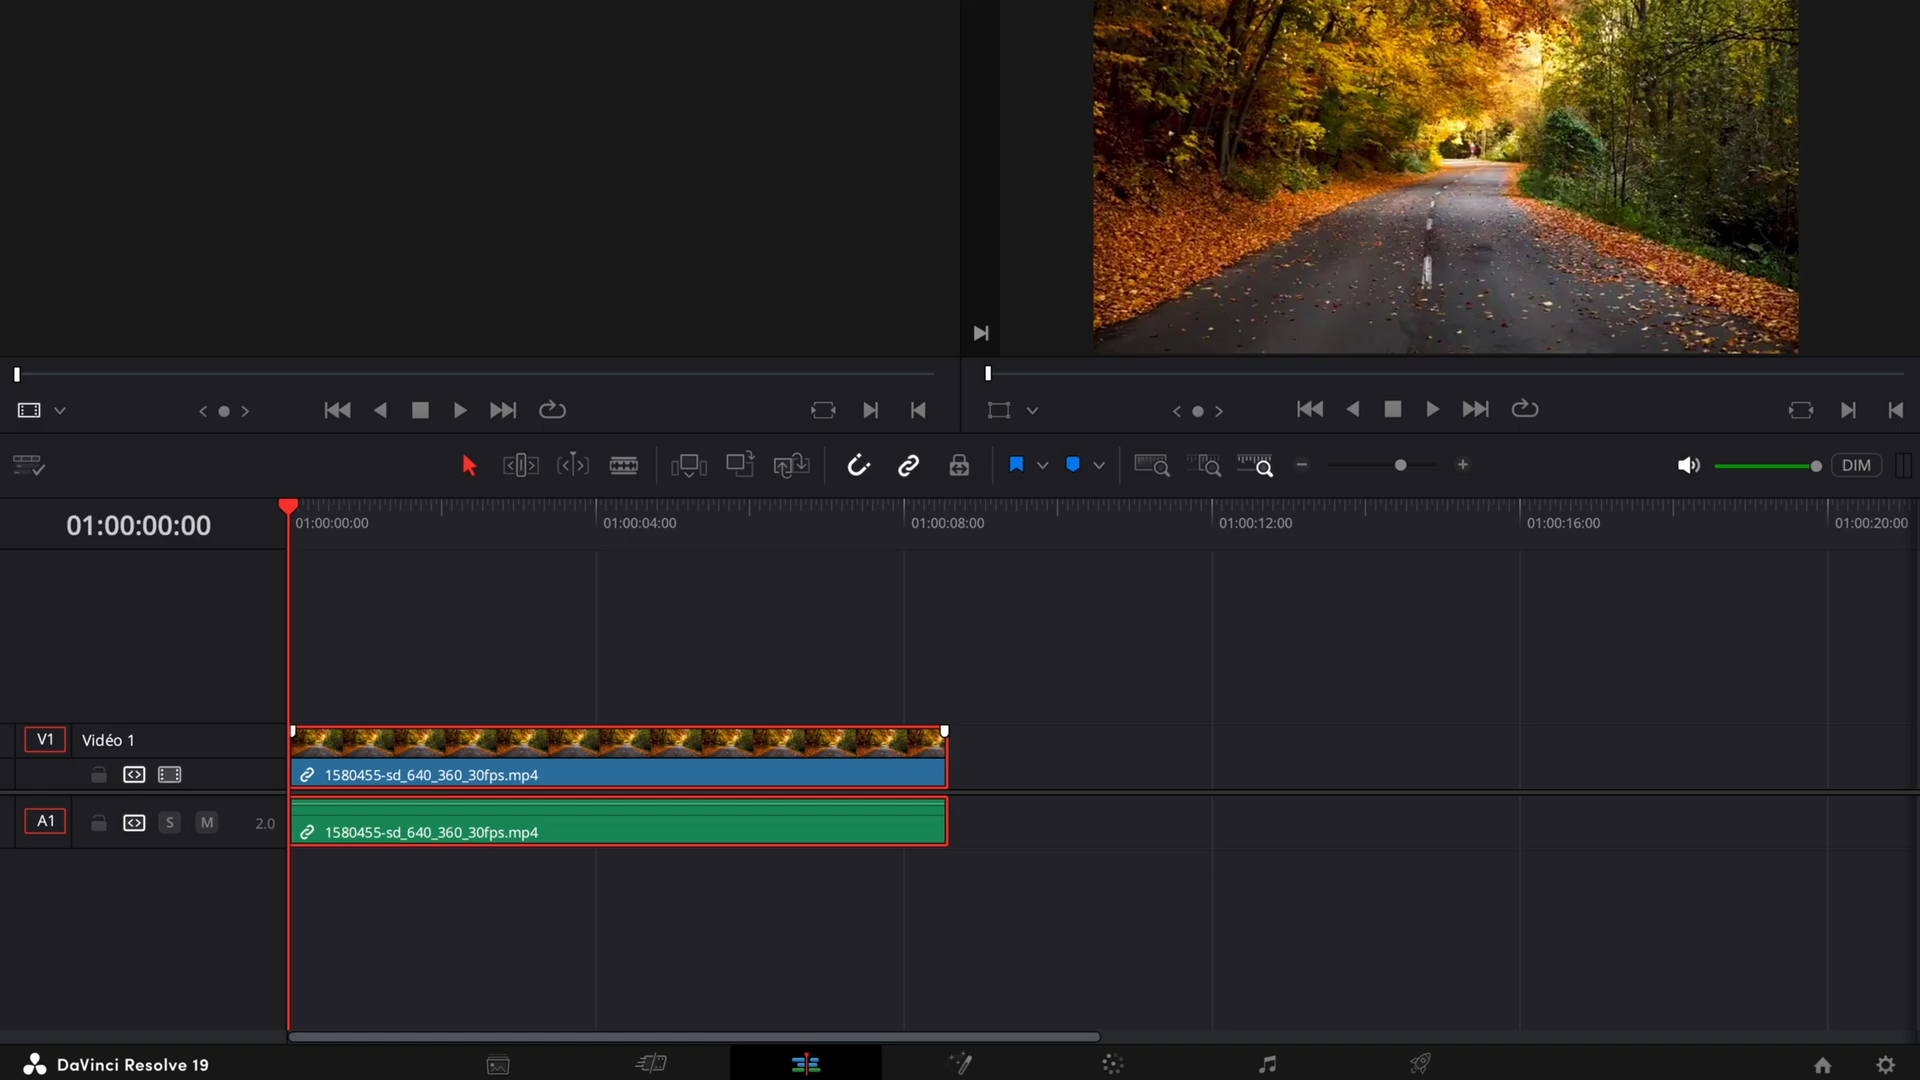 DIM
01:00:00:00
01:00:00:00
01:00:04:00
01:00:08:00
01:00:12:00
01:00:16:00
01:00:20:00
V1
Vidéo 1
1580455-sd_640_360_30fps.mp4
A1
S
M
2.0
1580455-sd_640_360_30fps.mp4
DaVinci Resolve 19